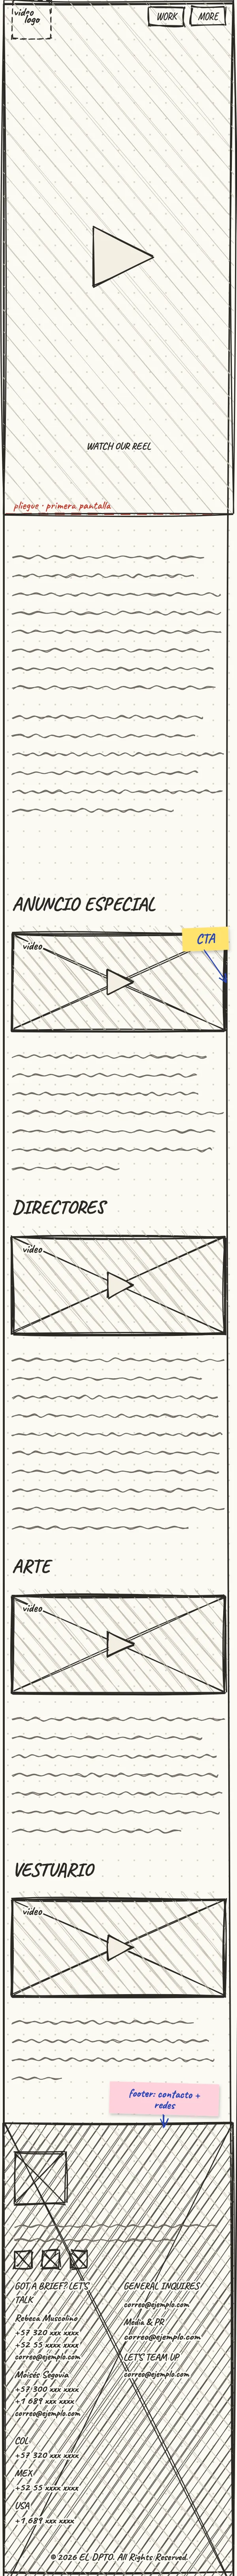 video
logo
WORK
MORE
WATCH OUR REEL
pliegue · primera pantalla
ANUNCIO ESPECIAL
CTA
video
DIRECTORES
video
ARTE
video
VESTUARIO
video
footer: contacto +
redes
GOT A BRIEF? LET'S
TALK
Rebeca Muscolino
+57 320 xxx xxxx
+52 55 xxxx xxxx
correo@ejemplo.com
Moisés Segovia
+57 300 xxx xxxx
+1 689 xxx xxxx
correo@ejemplo.com
COL
+57 320 xxx xxxx
MEX
+52 55 xxxx xxxx
USA
+1 689 xxx xxxx
GENERAL INQUIRES
correo@ejemplo.com
Media & PR
correo@ejemplo.com
LET'S TEAM UP
correo@ejemplo.com
© 2026 EL DPTO. All Rights Reserved.